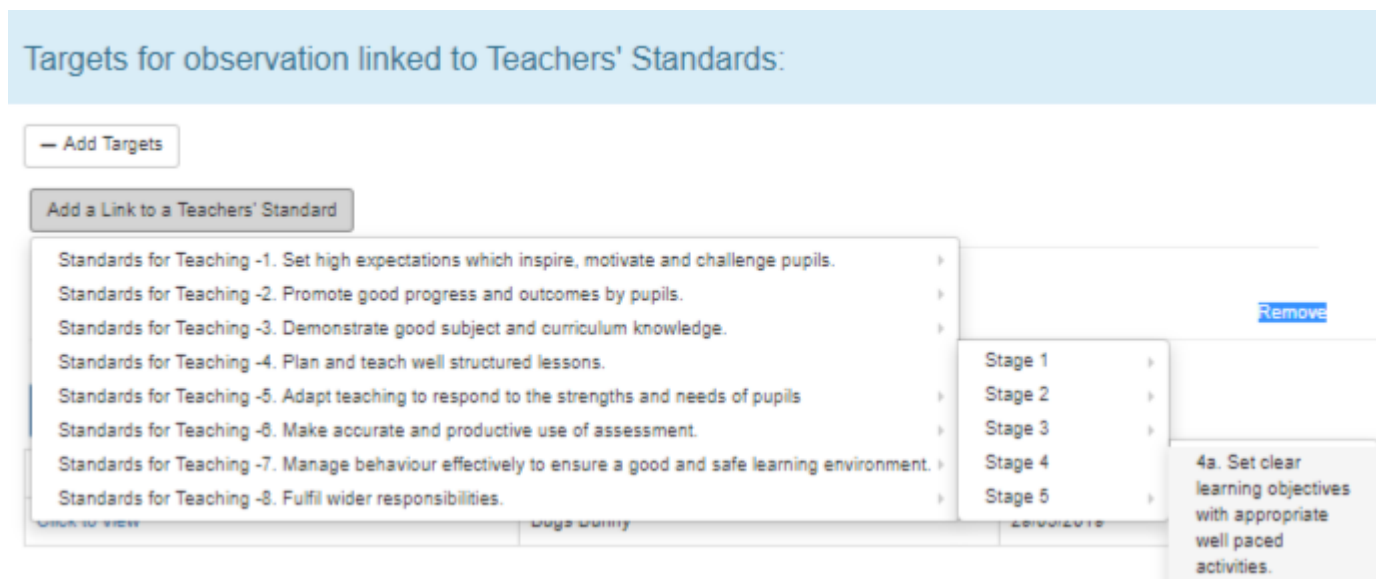 Targets for observation linked to Teachers' Standards:
— Add Targets
Add a Link to a Teachers' Standard
Standards for Teaching -1. Set high expectations which inspire, motivate and challenge pupils.
Standards for Teaching -2. Promote good progress and outcomes by pupils.
Standards for Teaching -3. Demonstrate good subject and curriculum knowledge.
Standards for Teaching -4. Plan and teach well structured lessons.
Standards for Teaching -5. Adapt teaching to respond to the strengths and needs of pupils
Standards for Teaching -6. Make accurate and productive use of assessment.
Standards for Teaching -7. Manage behaviour effectively to ensure a good and safe learning environment.
Standards for Teaching -8. Fulfil wider responsibilities.
Remove
Stage 1
Stage 2
Stage 3
Stage 4
Stage 5
4a. Set clear
learning objectives
with appropriate
well paced
activities.
Click to View
Bugs Bunny